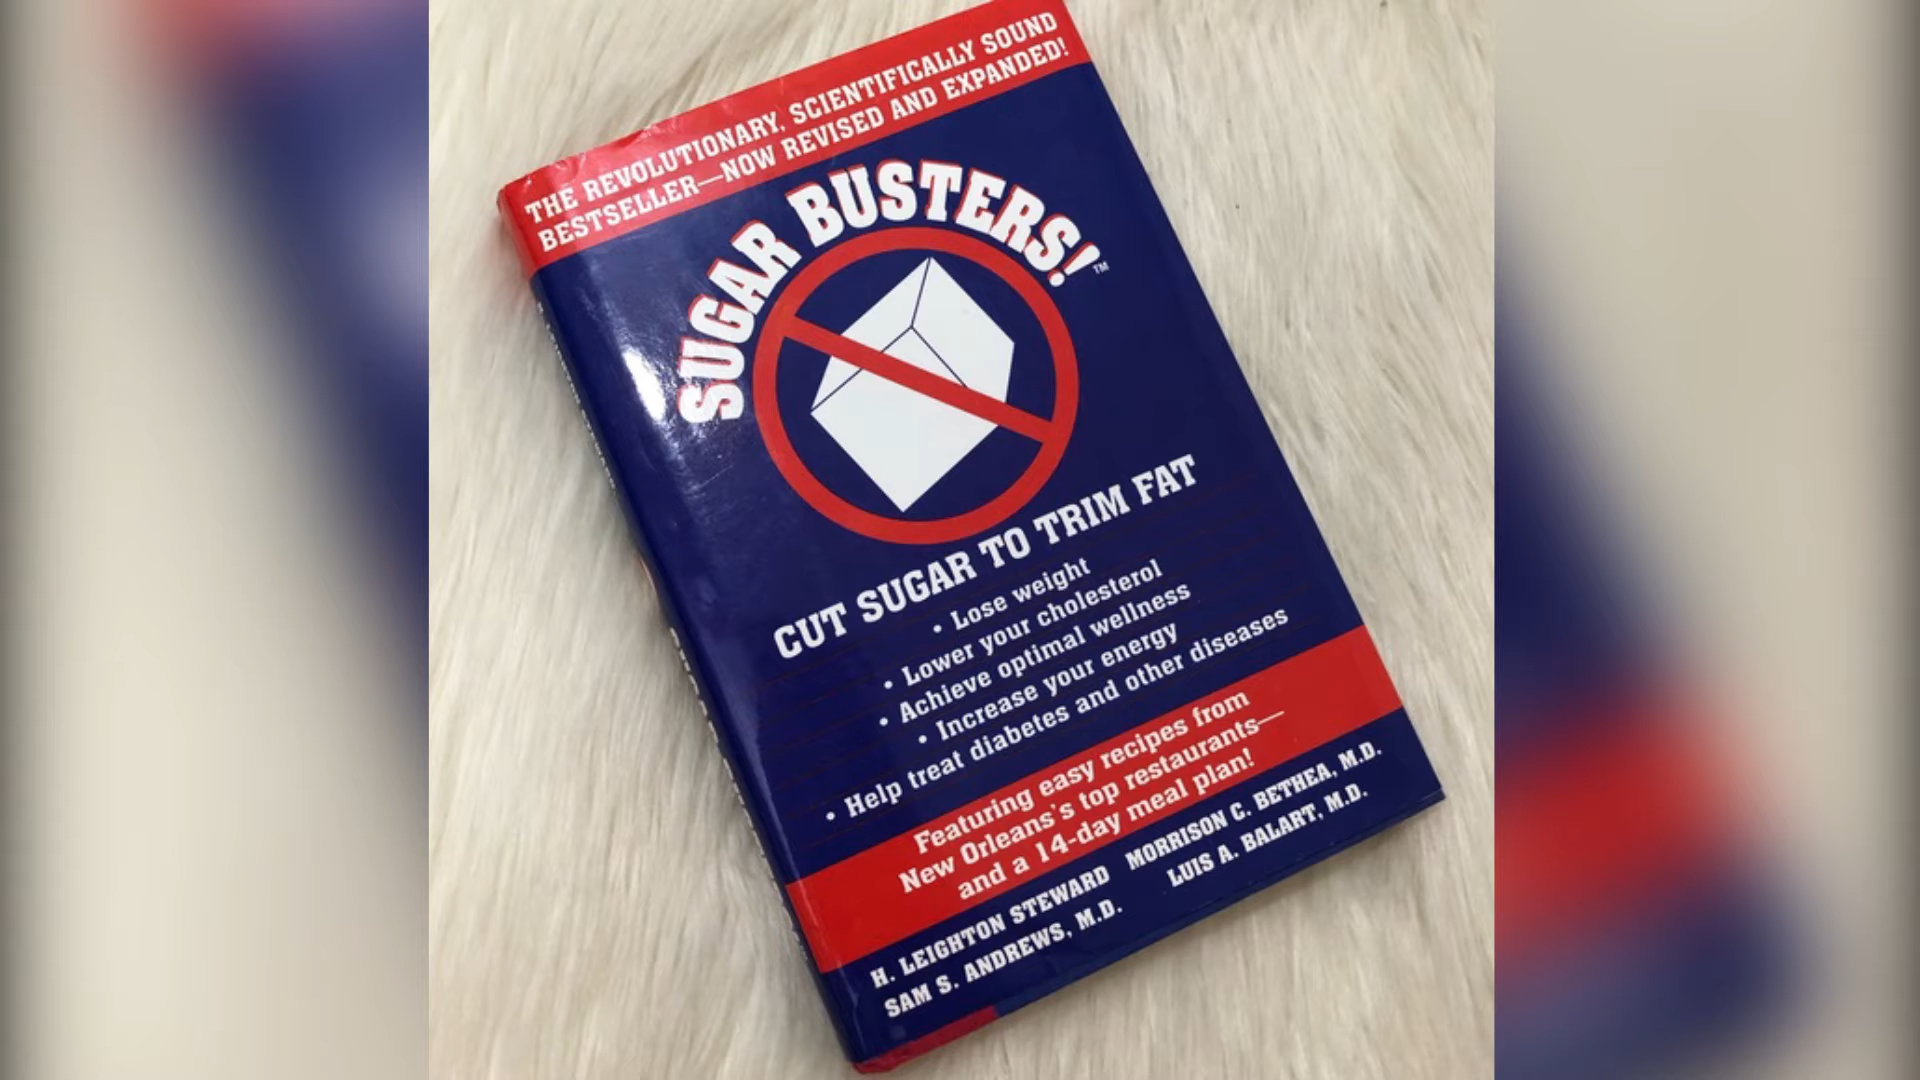 THE REVOLUTIONARY, SCIENTIFICALLY SOUND
BESTSELLER—NOW REVISED AND EXPANDED!
SUGAR BUSTERS!™
CUT SUGAR TO TRIM FAT
• Lose weight
• Lower your cholesterol
• Achieve optimal wellness
• Increase your energy
• Help treat diabetes and other diseases
Featuring easy recipes from
New Orleans's top restaurants—
and a 14-day meal plan!
H. LEIGHTON STEWARD MORRISON C. BETHEA, M.D.
SAM S. ANDREWS, M.D. LUIS A. BALART, M.D.